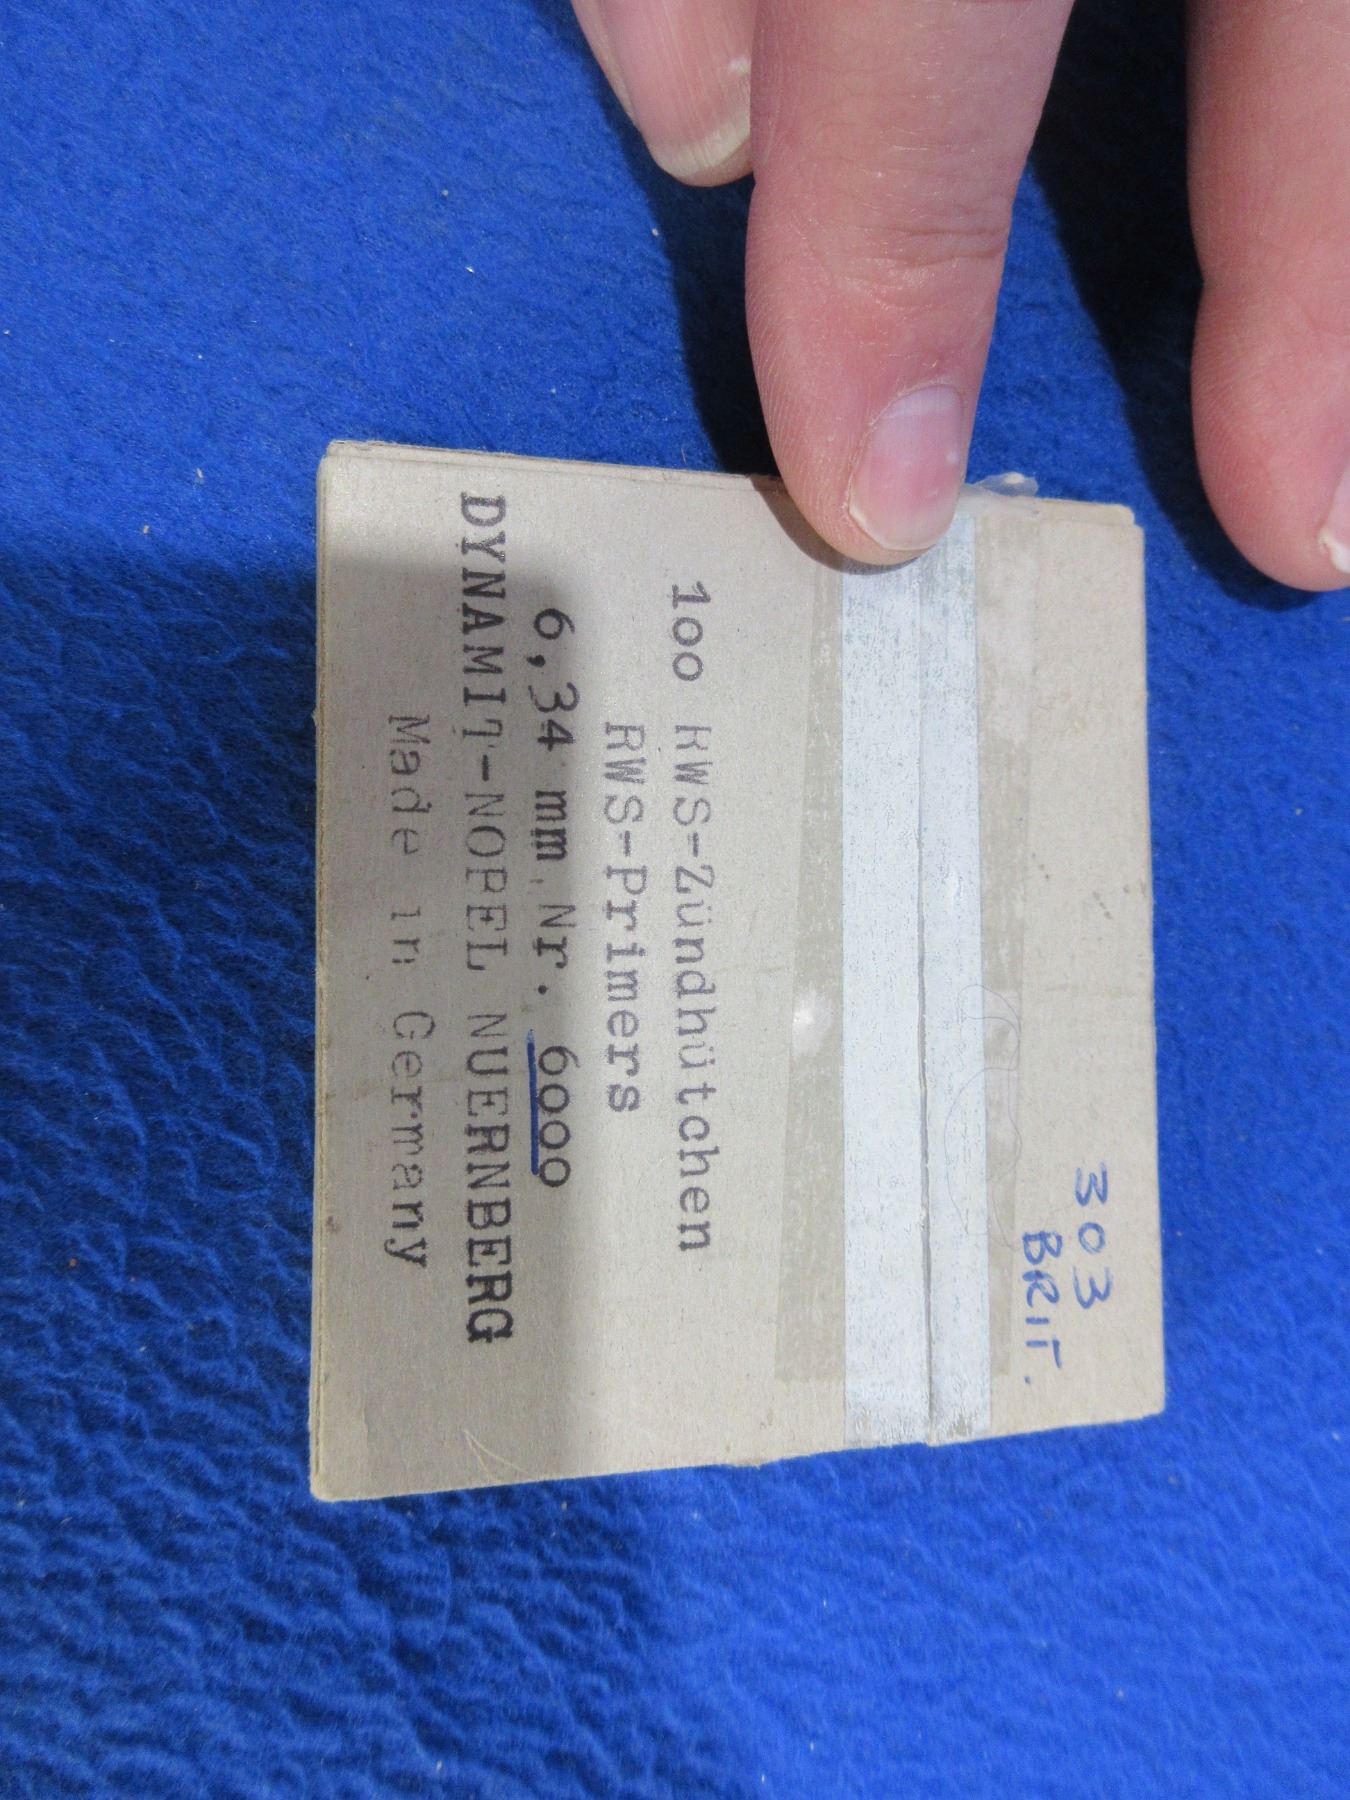 303
BRIT.
100 RWS-Zündhütchen
RWS-Primers
6,34 mm Nr. 6000
DYNAMIT-NOBEL NUERNBERG
Made in Germany